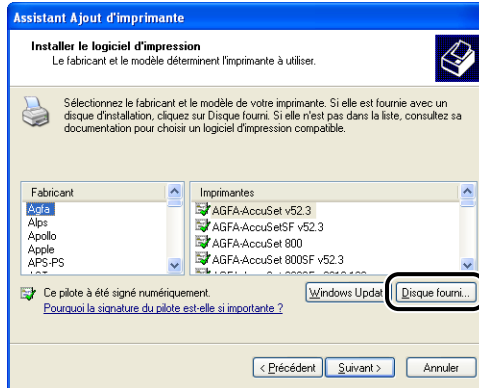 Assistant Ajout d'imprimante
Installer le logiciel d'impression
Le fabricant et le modèle déterminent l'imprimante à utiliser.
Sélectionnez le fabricant et le modèle de votre imprimante. Si elle est fournie avec un
disque d'installation, cliquez sur Disque fourni. Si elle n'est pas dans la liste, consultez sa
documentation pour choisir un logiciel d'impression compatible.
Fabricant
Agfa
Alps
Apollo
Apple
APS-PS
Imprimantes
AGFA-AccuSet v52.3
AGFA-AccuSetSF v52.3
AGFA-AccuSet 800
AGFA-AccuSet 800SF v52.3
Ce pilote à été signé numériquement.
Pourquoi la signature du pilote est-elle si importante ?
Windows Updat
Disque fourni...
< Précédent
Suivant >
Annuler